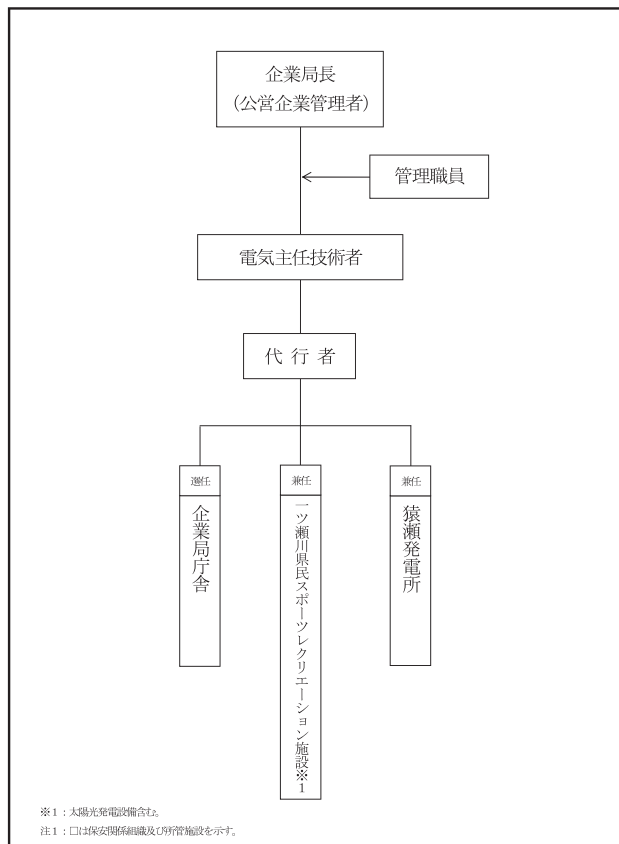 企業局長
（公営企業管理者）
管理職員
電気主任技術者
代 行 者
選任
企業局庁舎
兼任
一ツ瀬川県民スポーツレクリエーション施設※１
兼任
猿瀬発電所
※１：太陽光発電設備含む。
注１：□は保安関係組織及び所管施設を示す。